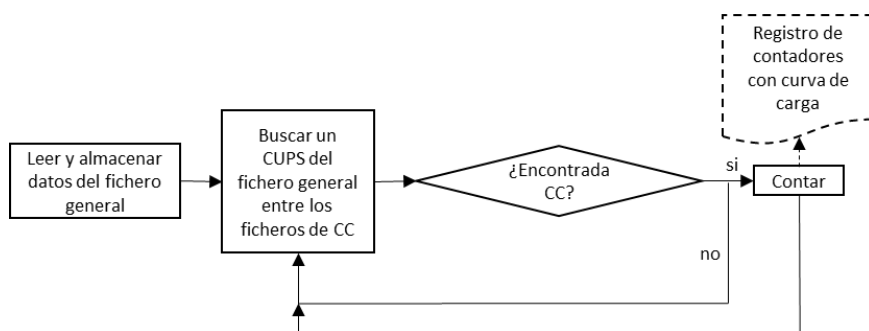 Registro de
contadores
con curva de
carga
Leer y almacenar
datos del fichero
general
Buscar un
CUPS del
fichero general
entre los
ficheros de CC
¿Encontrada
CC?
si
Contar
no